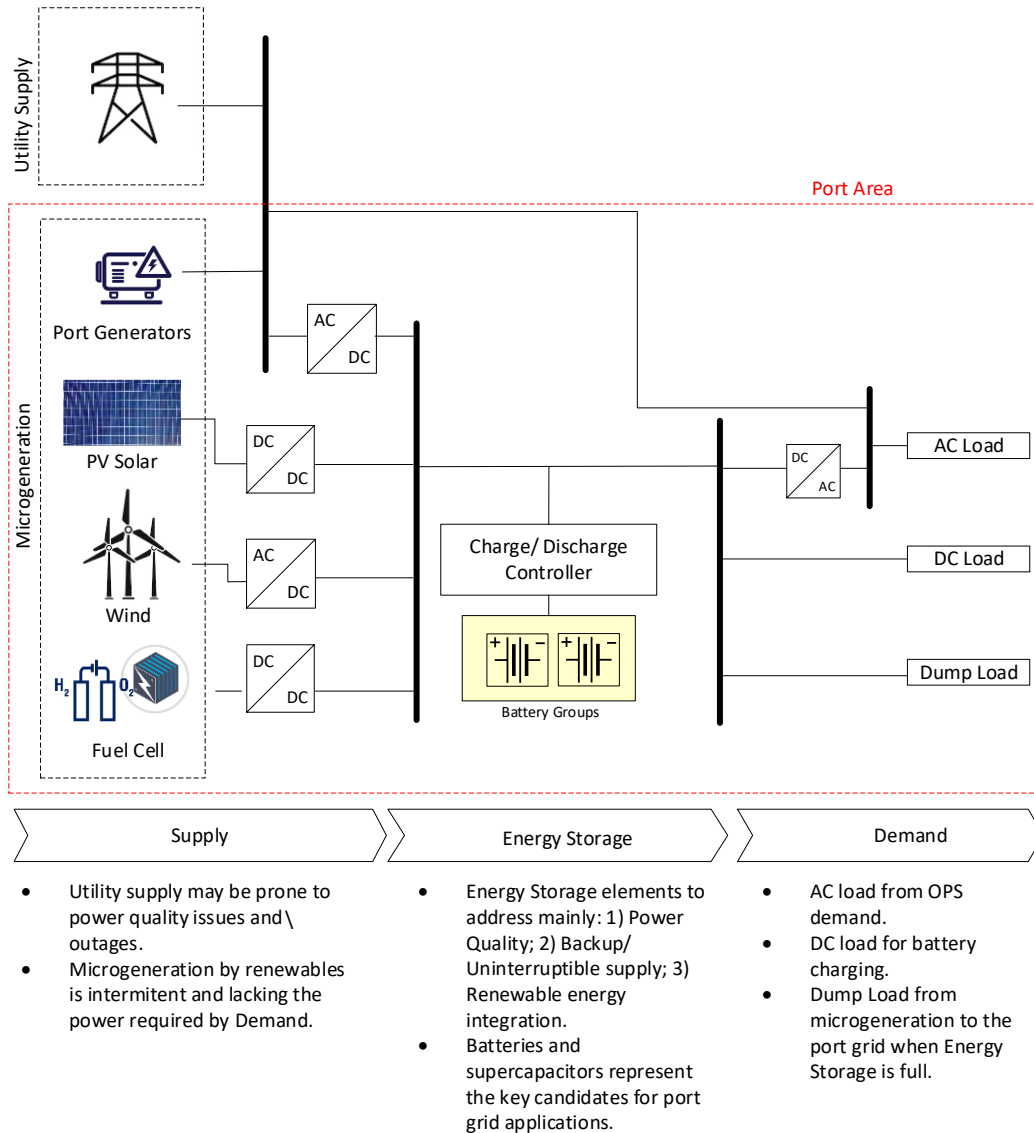 Utility Supply
Port Area
Microgeneration
Port Generators
AC
DC
PV Solar
DC
DC
Wind
AC
DC
H2
O2
Fuel Cell
DC
DC
Charge/ Discharge
Controller
+ −
+ −
Battery Groups
DC
AC
AC Load
DC Load
Dump Load
Supply
Energy Storage
Demand
• Utility supply may be prone to
power quality issues and \
outages.
• Microgeneration by renewables
is intermitent and lacking the
power required by Demand.
• Energy Storage elements to
address mainly: 1) Power
Quality; 2) Backup/
Uninterruptible supply; 3)
Renewable energy
integration.
• Batteries and
supercapacitors represent
the key candidates for port
grid applications.
• AC load from OPS
demand.
• DC load for battery
charging.
• Dump Load from
microgeneration to the
port grid when Energy
Storage is full.